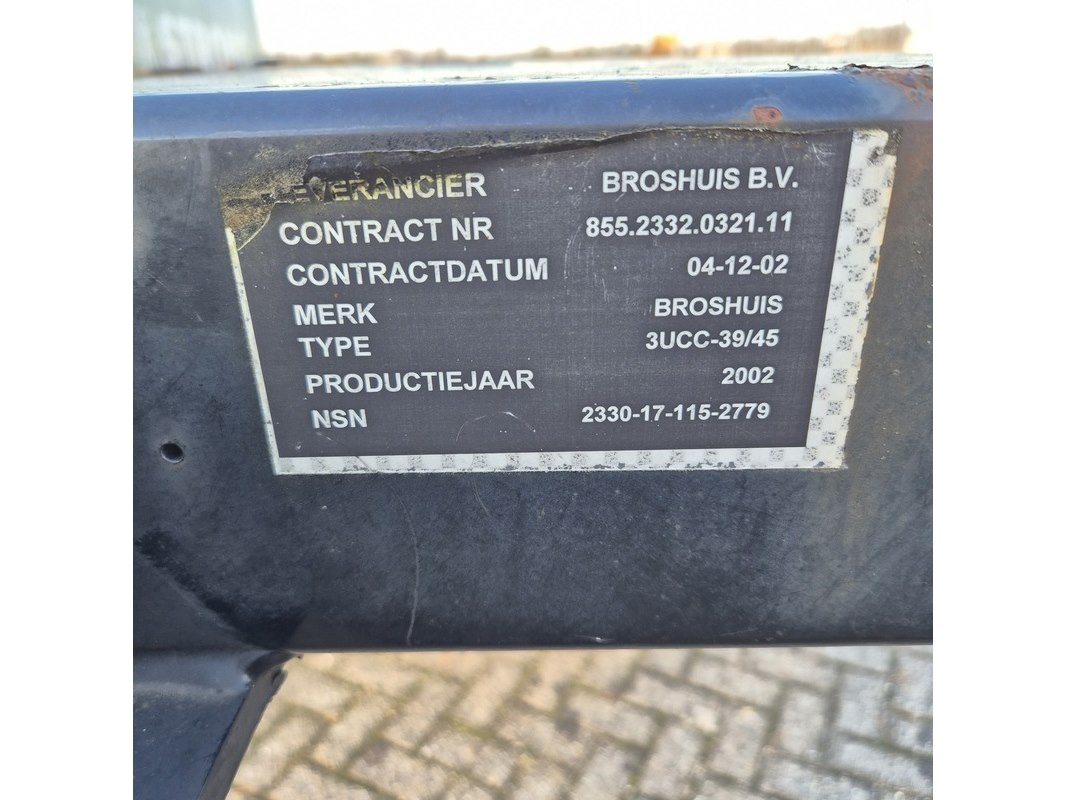 LEVERANCIER BROSHUIS B.V.
CONTRACT NR 855.2332.0321.11
CONTRACTDATUM 04-12-02
MERK BROSHUIS
TYPE 3UCC-39/45
PRODUCTIEJAAR 2002
NSN 2330-17-115-2779